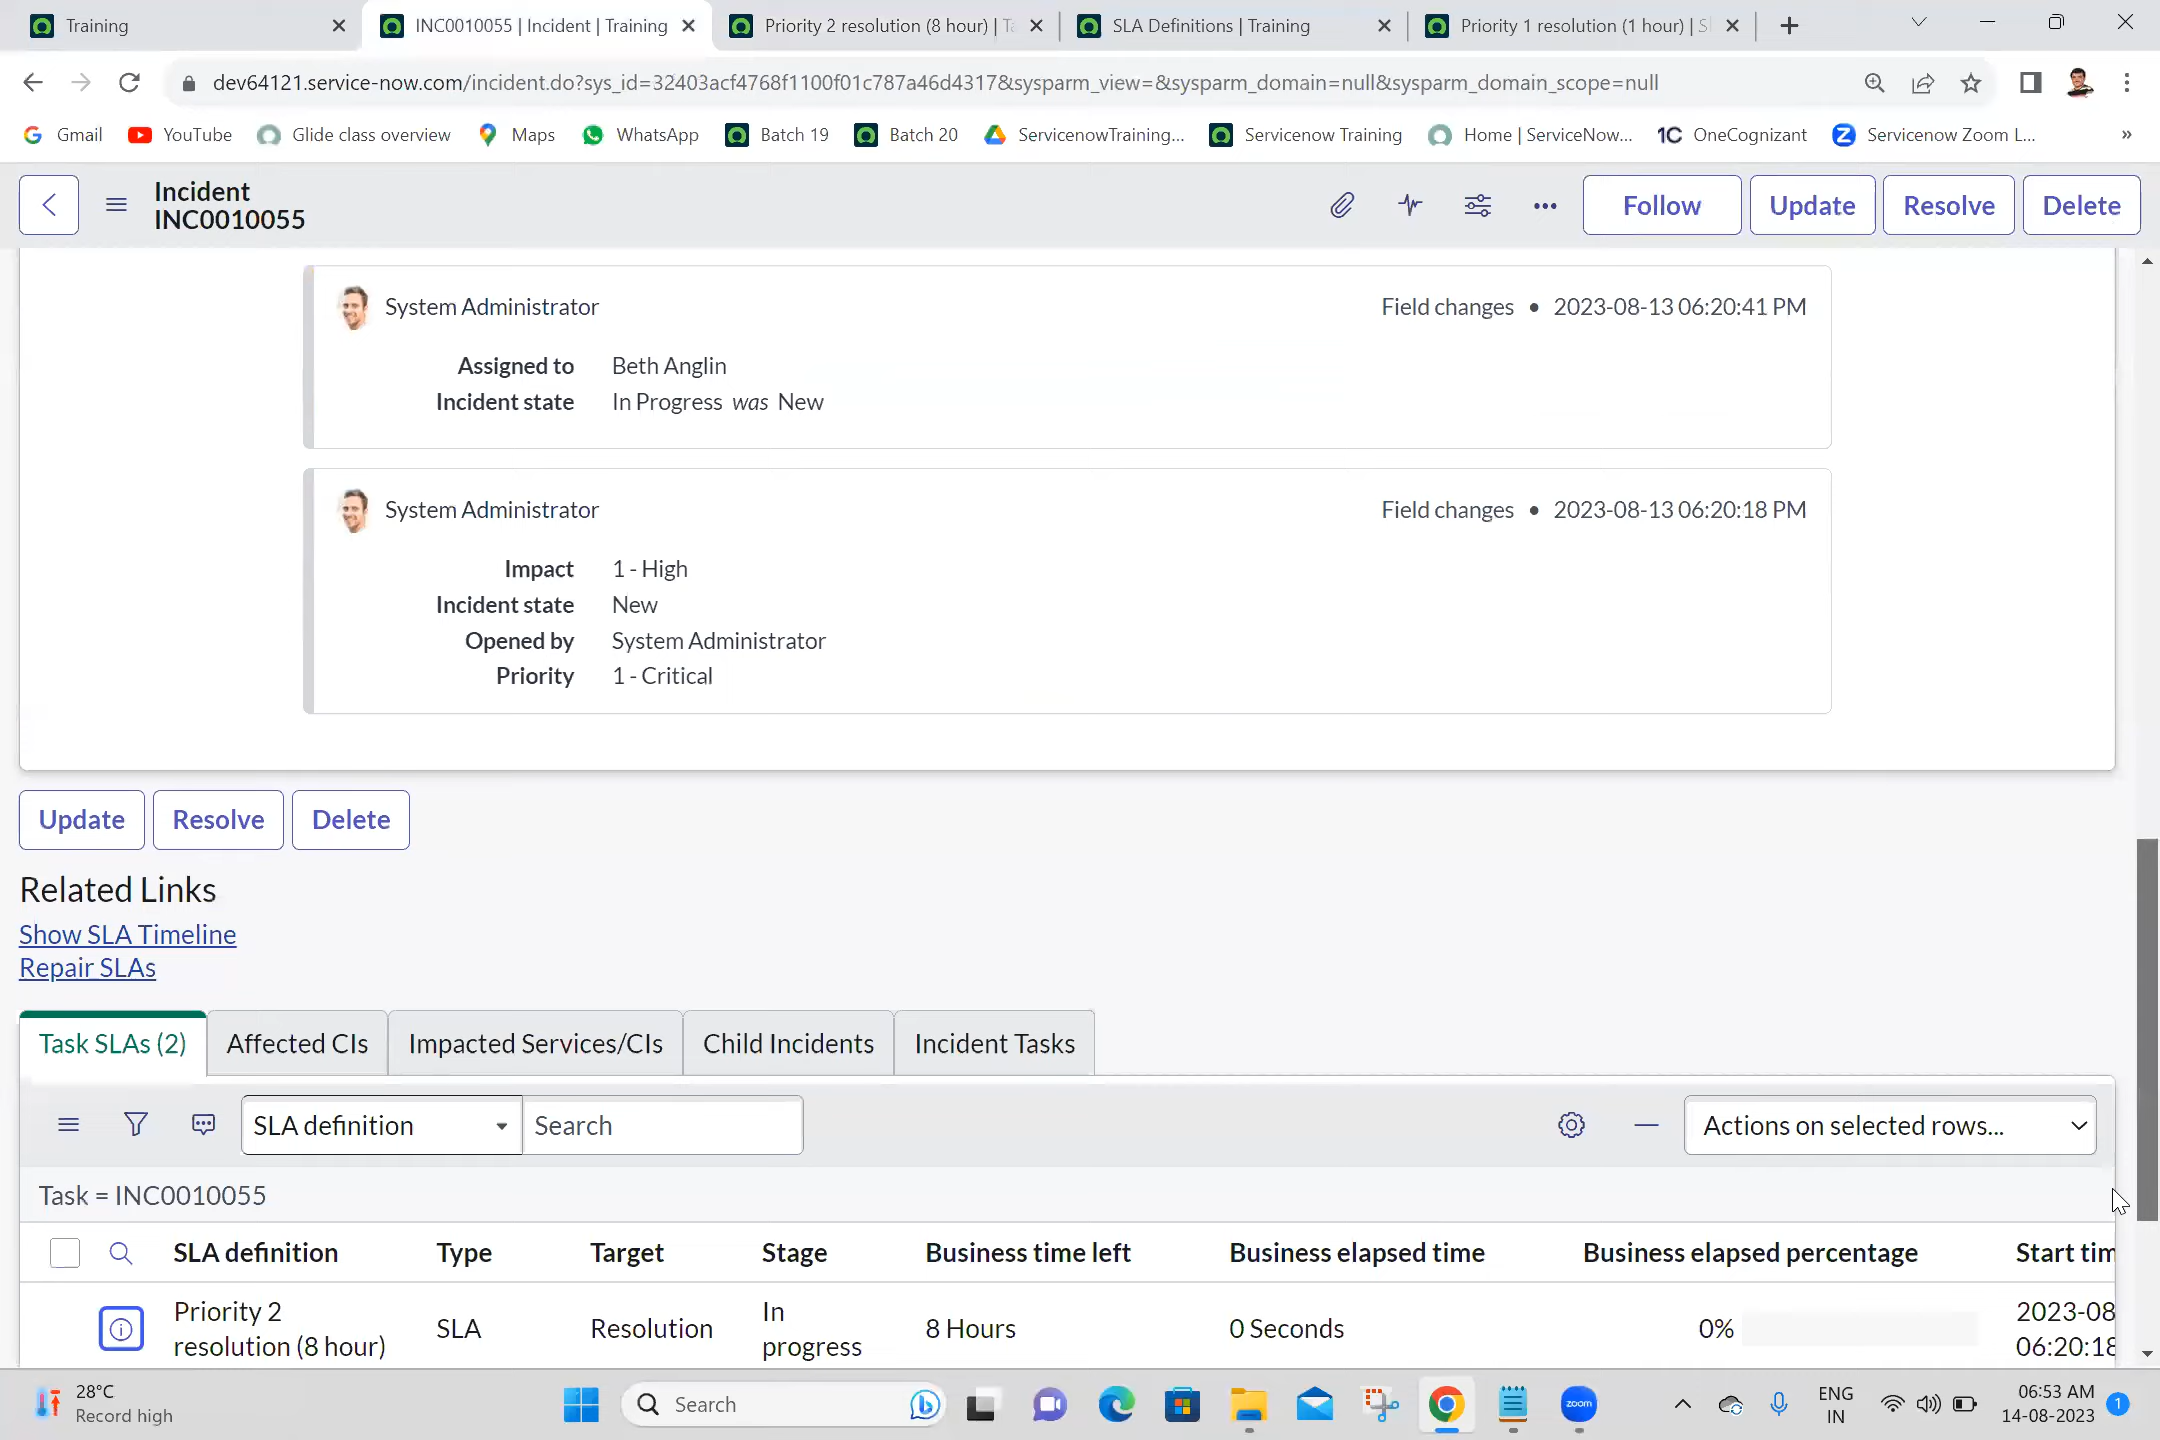 Training
INC0010055 | Incident | Training
Priority 2 resolution (8 hour) | Ta
SLA Definitions | Training
Priority 1 resolution (1 hour) | S
dev64121.service-now.com/incident.do?sys_id=32403acf4768f1100f01c787a46d4317&sysparm_view=&sysparm_domain=null&sysparm_domain_scope=null
Gmail YouTube Glide class overview Maps WhatsApp Batch 19 Batch 20 ServicenowTraining... Servicenow Training Home | ServiceNow... 1C OneCognizant Servicenow Zoom L... »
Incident
INC0010055
Follow Update Resolve Delete
System Administrator Field changes • 2023-08-13 06:20:41 PM
Assigned to Beth Anglin
Incident state In Progress was New
System Administrator Field changes • 2023-08-13 06:20:18 PM
Impact 1 - High
Incident state New
Opened by System Administrator
Priority 1 - Critical
Update Resolve Delete
Related Links
Show SLA Timeline
Repair SLAs
Task SLAs (2) Affected CIs Impacted Services/CIs Child Incidents Incident Tasks
SLA definition Search Actions on selected rows...
Task = INC0010055
SLA definition Type Target Stage Business time left Business elapsed time Business elapsed percentage Start tim
Priority 2 resolution (8 hour) SLA Resolution In progress 8 Hours 0 Seconds 0% 2023-08 06:20:18
28°C
Record high
Search
zoom
ENG
IN
06:53 AM
14-08-2023
1